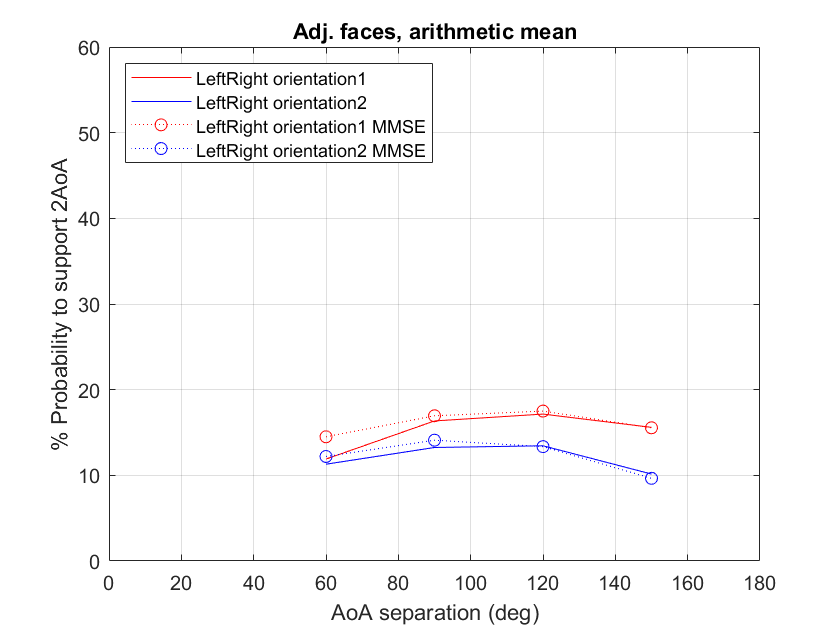 Adj. faces, arithmetic mean
60
50
40
30
20
10
0
% Probability to support 2AoA
LeftRight orientation1
LeftRight orientation2
LeftRight orientation1 MMSE
LeftRight orientation2 MMSE
0 20 40 60 80 100 120 140 160 180
AoA separation (deg)